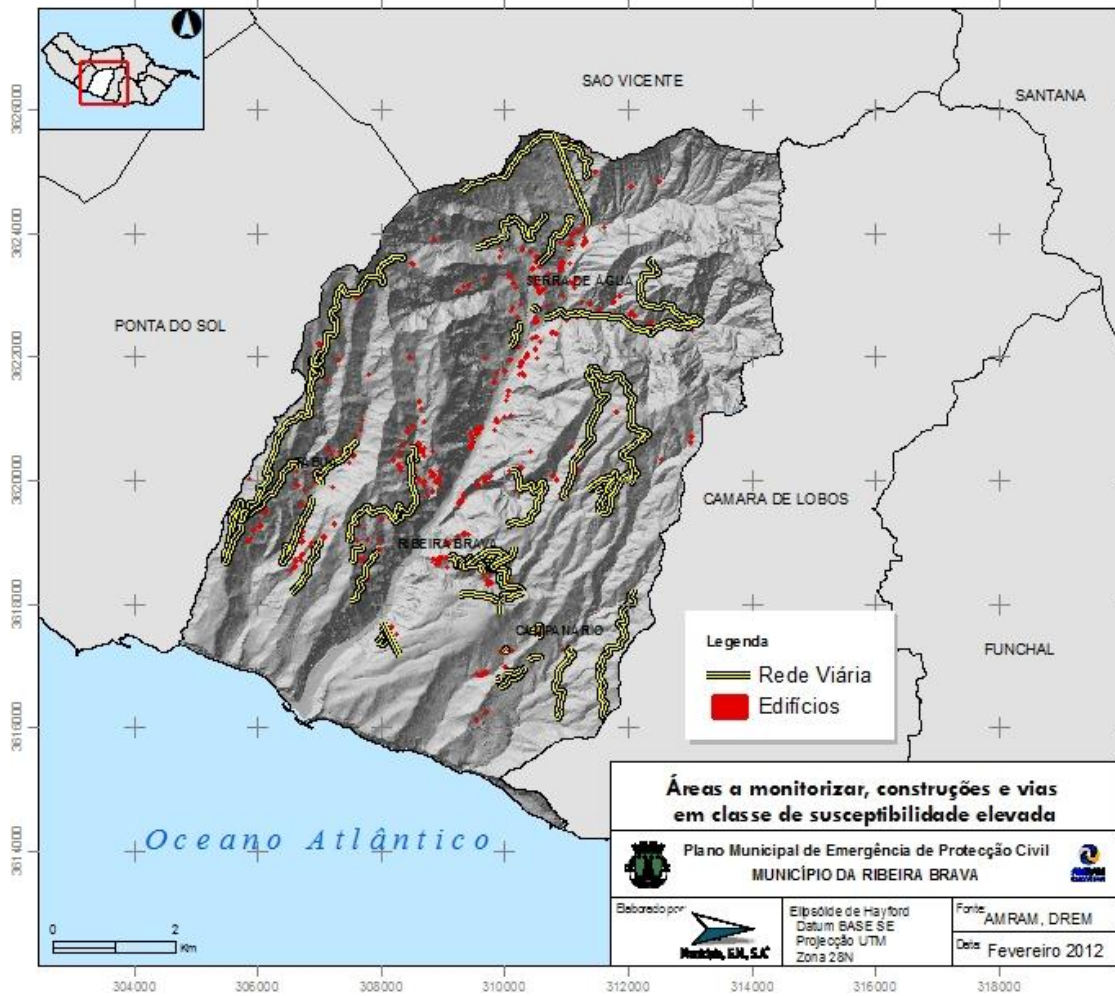 SAO VICENTE
SANTANA
PONTA DO SOL
SERRA DE ÁGUA
CAMARA DE LOBOS
RIBEIRA BRAVA
CAMPANÁRIO
FUNCHAL
Oceano Atlântico
Legenda
Rede Viária
Edifícios
Áreas a monitorizar, construções e vias
em classe de susceptibilidade elevada
Plano Municipal de Emergência de Protecção Civil
MUNICÍPIO DA RIBEIRA BRAVA
Elaborado por:
Município, E.M., S.A.
Elipsóide de Hayford
Datum BASE SE
Projecção UTM
Zona 28N
Fonte: AMRAM, DREM
Data: Fevereiro 2012
0 2
Km
3626000
3624000
3622000
3620000
3618000
3616000
3614000
304000 306000 308000 310000 312000 314000 316000 318000